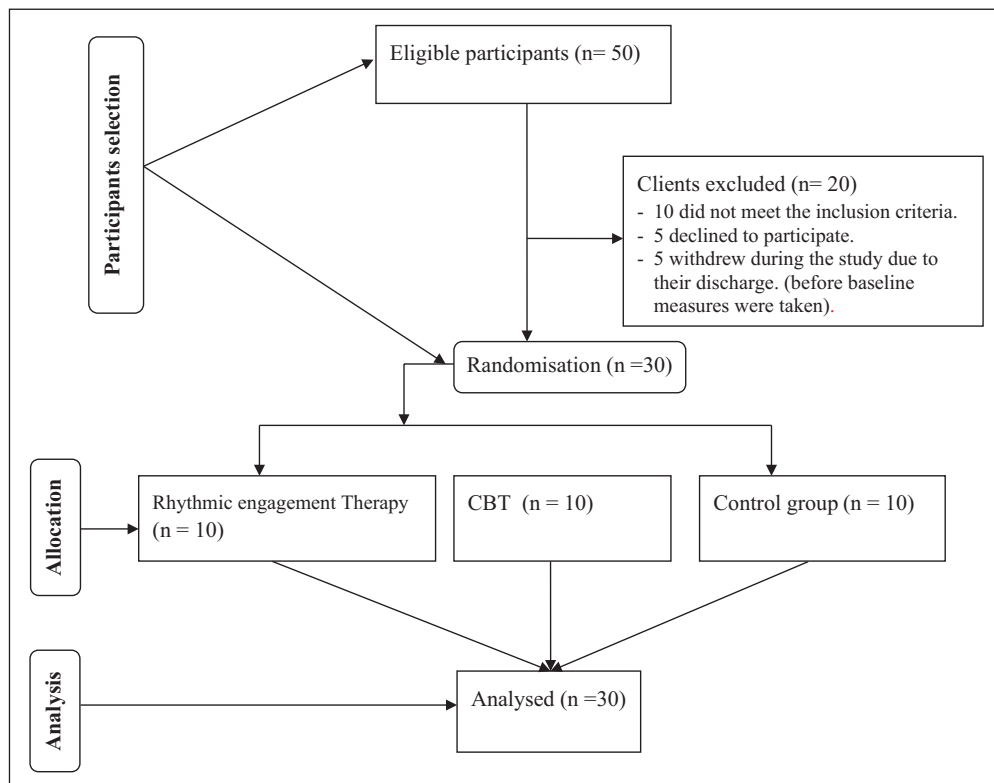 Participants selection
Eligible participants (n= 50)
Clients excluded (n= 20)
- 10 did not meet the inclusion criteria.
- 5 declined to participate.
- 5 withdrew during the study due to
their discharge. (before baseline
measures were taken).
Randomisation (n =30)
Allocation
Rhythmic engagement Therapy
(n = 10)
CBT (n = 10)
Control group (n = 10)
Analysis
Analysed (n =30)